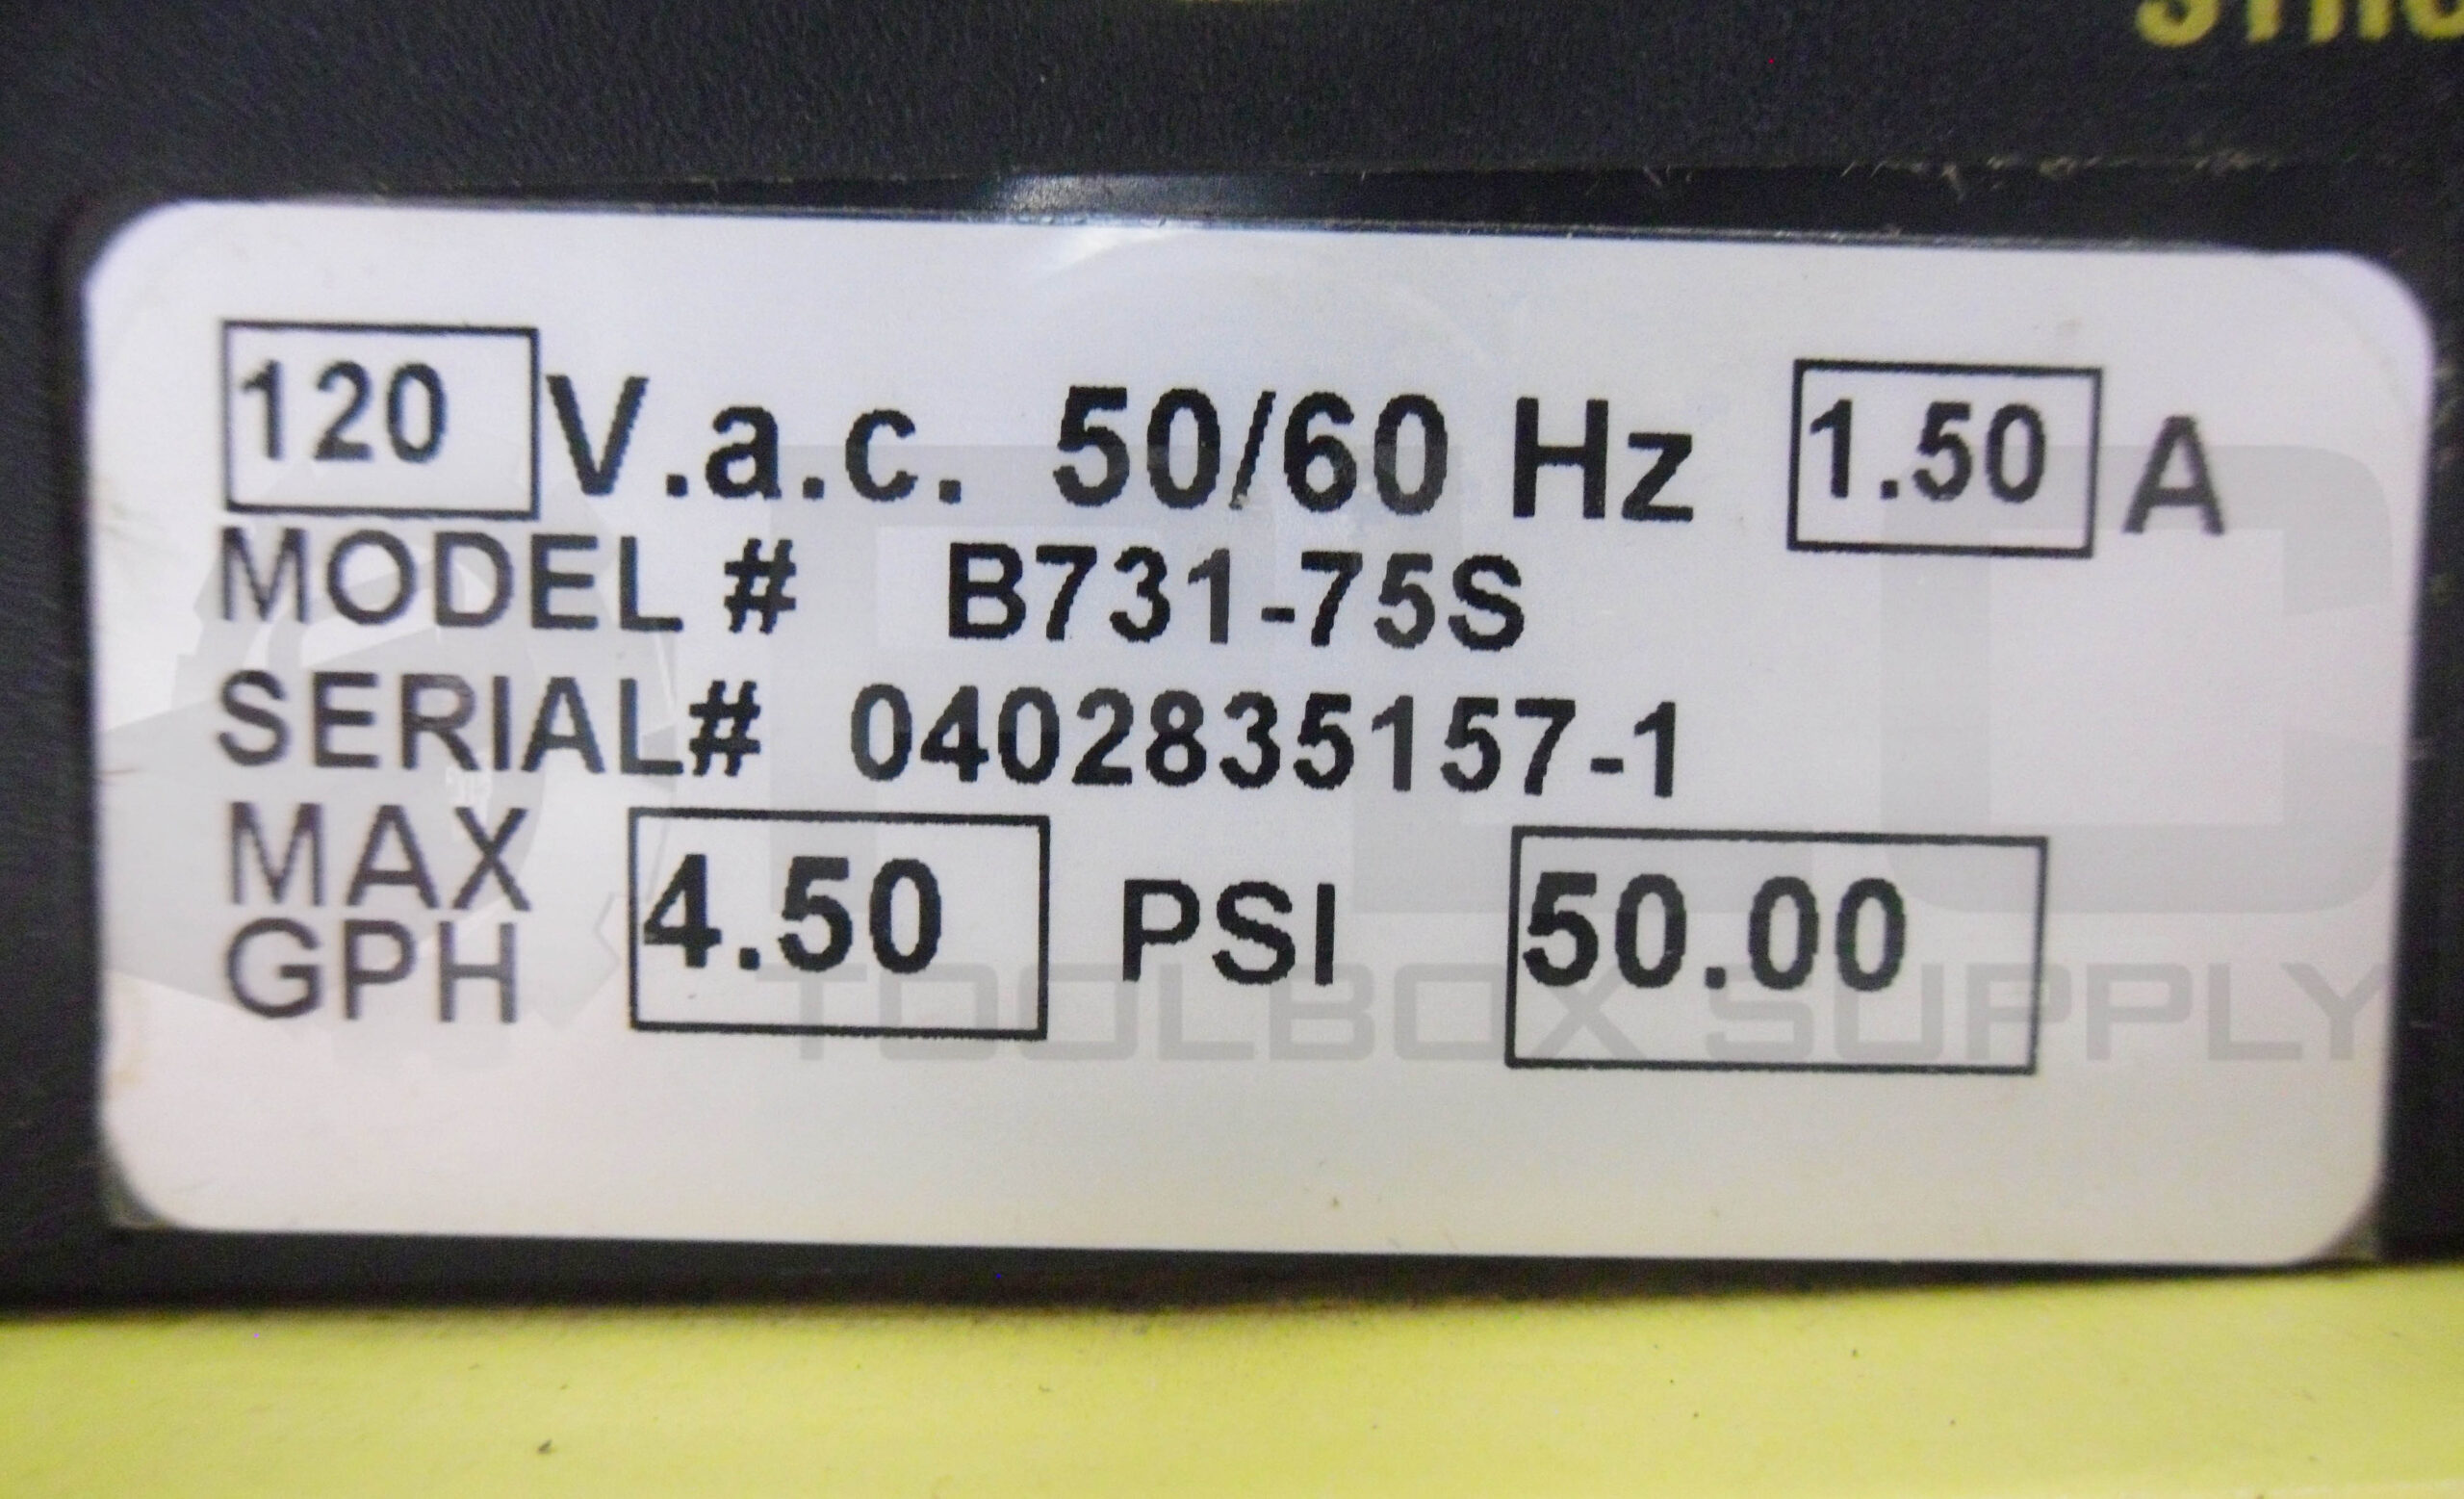 120 V.a.c. 50/60 Hz 1.50 A
MODEL # B731-75S
SERIAL# 0402835157-1
MAX
GPH 4.50 PSI 50.00
TOOLBOX SUPPLY